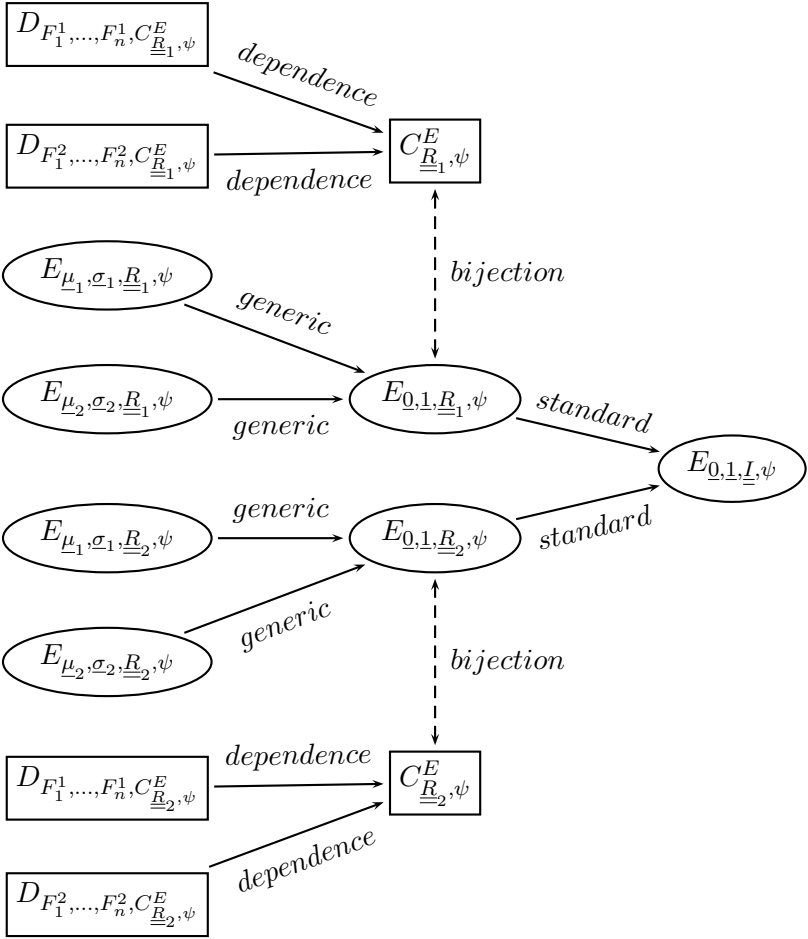 $D_{F_1^1,\ldots,F_n^1,C^E_{\underline{\underline{R}}_1,\psi}}$
dependence
$D_{F_1^2,\ldots,F_n^2,C^E_{\underline{\underline{R}}_1,\psi}}$
dependence
$C^E_{\underline{\underline{R}}_1,\psi}$
bijection
$E_{\underline{\mu}_1,\underline{\sigma}_1,\underline{\underline{R}}_1,\psi}$
generic
$E_{\underline{\mu}_2,\underline{\sigma}_2,\underline{\underline{R}}_1,\psi}$
generic
$E_{\underline{0},\underline{1},\underline{\underline{R}}_1,\psi}$
standard
$E_{\underline{0},\underline{1},\underline{\underline{I}},\psi}$
$E_{\underline{\mu}_1,\underline{\sigma}_1,\underline{\underline{R}}_2,\psi}$
generic
$E_{\underline{0},\underline{1},\underline{\underline{R}}_2,\psi}$
standard
$E_{\underline{\mu}_2,\underline{\sigma}_2,\underline{\underline{R}}_2,\psi}$
generic
bijection
$D_{F_1^1,\ldots,F_n^1,C^E_{\underline{\underline{R}}_2,\psi}}$
dependence
$C^E_{\underline{\underline{R}}_2,\psi}$
$D_{F_1^2,\ldots,F_n^2,C^E_{\underline{\underline{R}}_2,\psi}}$
dependence